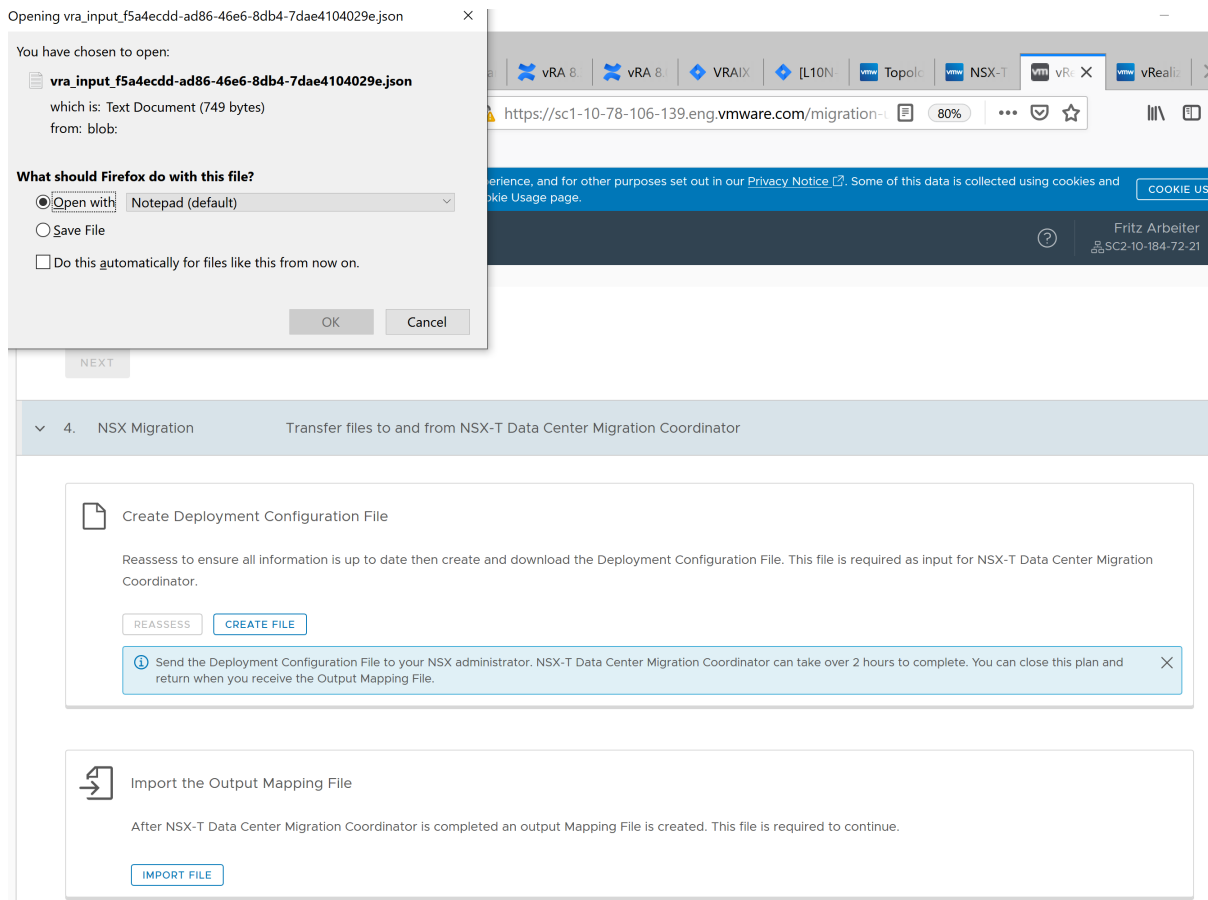 Opening vra_input_f5a4ecdd-ad86-46e6-8db4-7dae4104029e.json
You have chosen to open:
vra_input_f5a4ecdd-ad86-46e6-8db4-7dae4104029e.json
which is: Text Document (749 bytes)
from: blob:
What should Firefox do with this file?
Open with Notepad (default)
Save File
Do this automatically for files like this from now on.
OK Cancel
vRA 8. vRA 8. VRAIX [L10N- vmw Topolo vmw NSX-T vm vRe vmw vRealiz
https://sc1-10-78-106-139.eng.vmware.com/migration- 80%
erience, and for other purposes set out in our Privacy Notice. Some of this data is collected using cookies and
okie Usage page.
COOKIE US
Fritz Arbeiter
SC2-10-184-72-21
NEXT
4. NSX Migration Transfer files to and from NSX-T Data Center Migration Coordinator
Create Deployment Configuration File
Reassess to ensure all information is up to date then create and download the Deployment Configuration File. This file is required as input for NSX-T Data Center Migration
Coordinator.
REASSESS CREATE FILE
Send the Deployment Configuration File to your NSX administrator. NSX-T Data Center Migration Coordinator can take over 2 hours to complete. You can close this plan and
return when you receive the Output Mapping File.
Import the Output Mapping File
After NSX-T Data Center Migration Coordinator is completed an output Mapping File is created. This file is required to continue.
IMPORT FILE